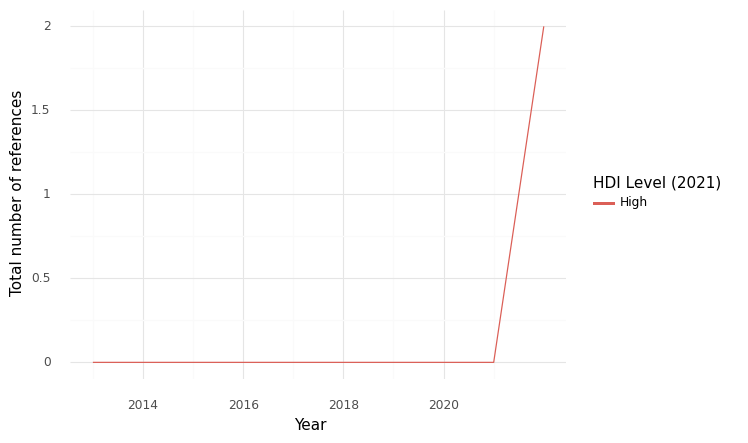 2
1.5
1
0.5
0
2014 2016 2018 2020
Year
Total number of references
HDI Level (2021)
High